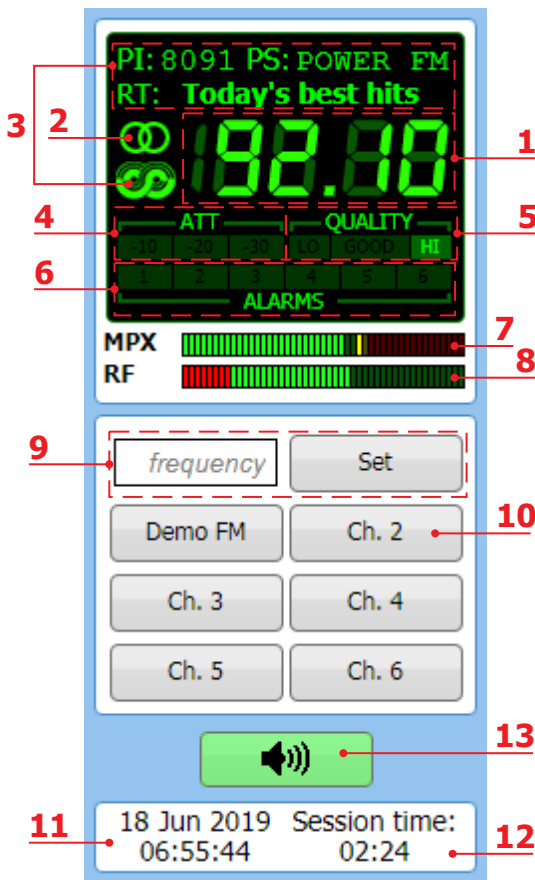 PI: 8091 PS: POWER FM
RT: Today's best hits
3
2
92.10
1
4
ATT
QUALITY
5
-10 -20 -30 LO GOOD HI
6
1 2 3 4 5 6
ALARMS
MPX
7
RF
8
9
frequency
Set
Demo FM
Ch. 2
10
Ch. 3
Ch. 4
Ch. 5
Ch. 6
13
11
18 Jun 2019 Session time:
06:55:44 02:24
12